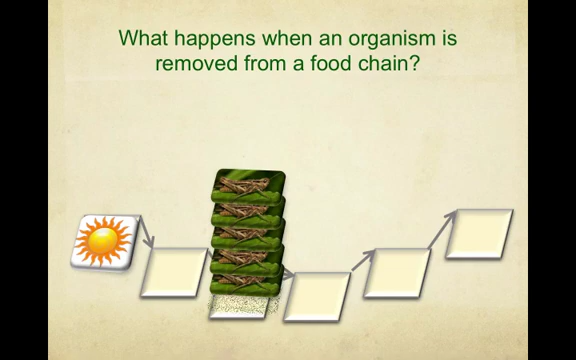 What happens when an organism is
removed from a food chain?